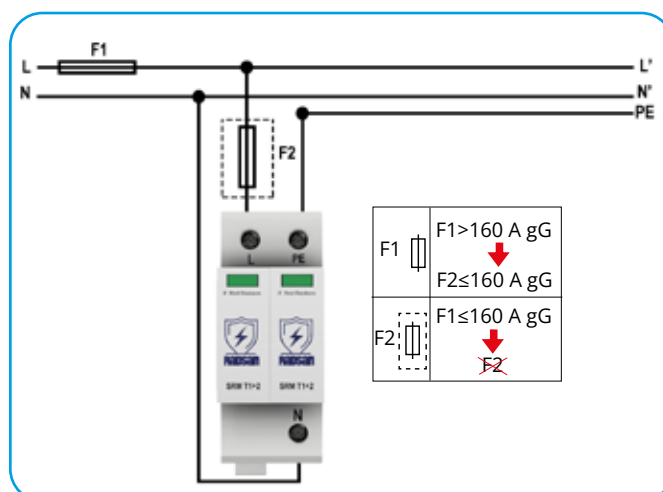 F1
L
L'
N
N'
PE
F2
L PE
SRM T1+2 SRM T1+2
N
F1 F1>160 A gG
F2≤160 A gG
F2 F1≤160 A gG
F2